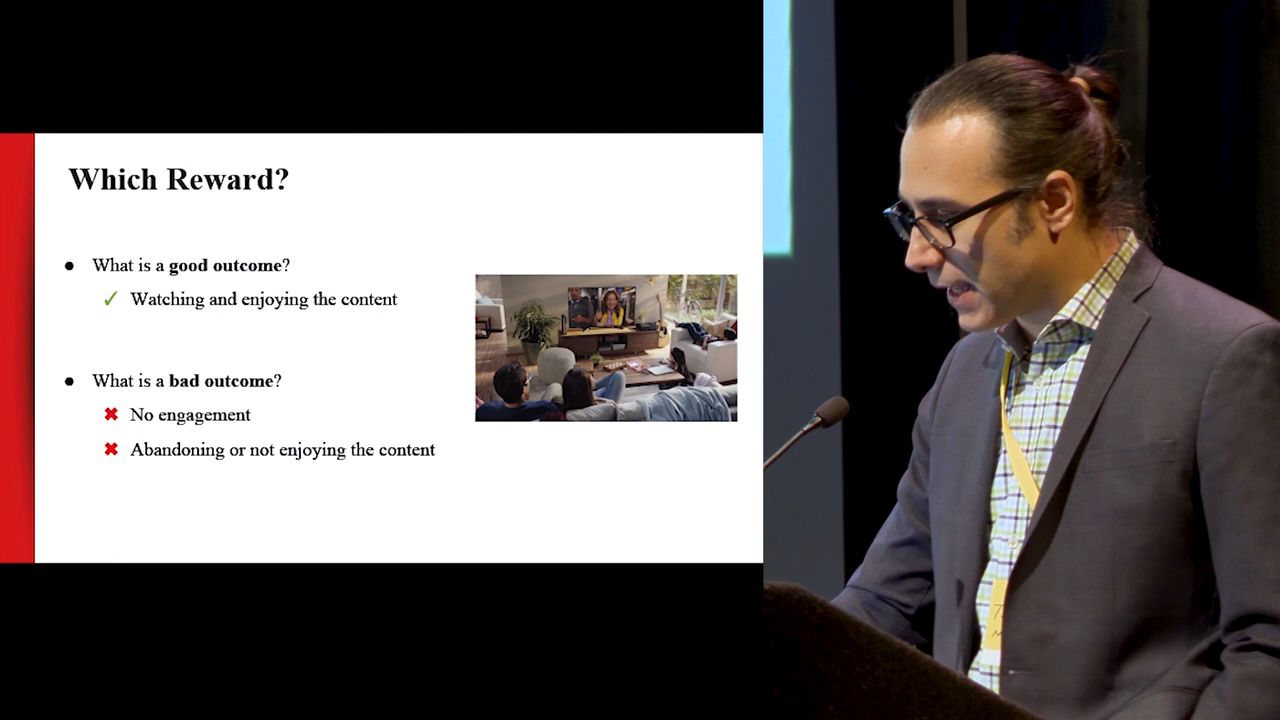 Which Reward?
● What is a good outcome?
✓ Watching and enjoying the content
● What is a bad outcome?
✖ No engagement
✖ Abandoning or not enjoying the content